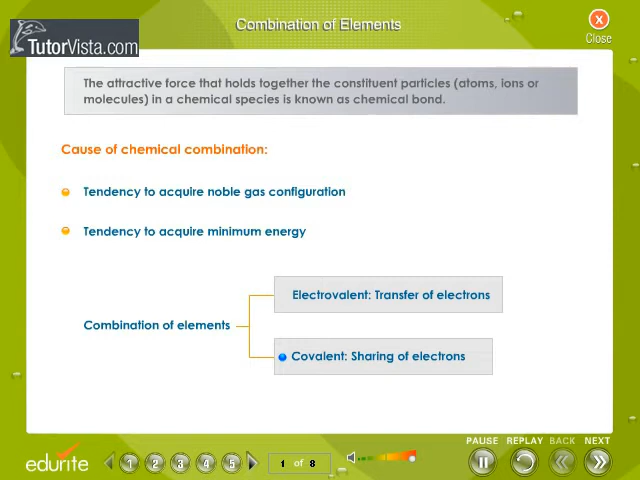 Combination of Elements
X
Close
TutorVista.com
The attractive force that holds together the constituent particles (atoms, ions or
molecules) in a chemical species is known as chemical bond.
Cause of chemical combination:
Tendency to acquire noble gas configuration
Tendency to acquire minimum energy
Electrovalent: Transfer of electrons
Combination of elements
Covalent: Sharing of electrons
PAUSE REPLAY BACK NEXT
edurite
1 2 3 4 5
1 of 8